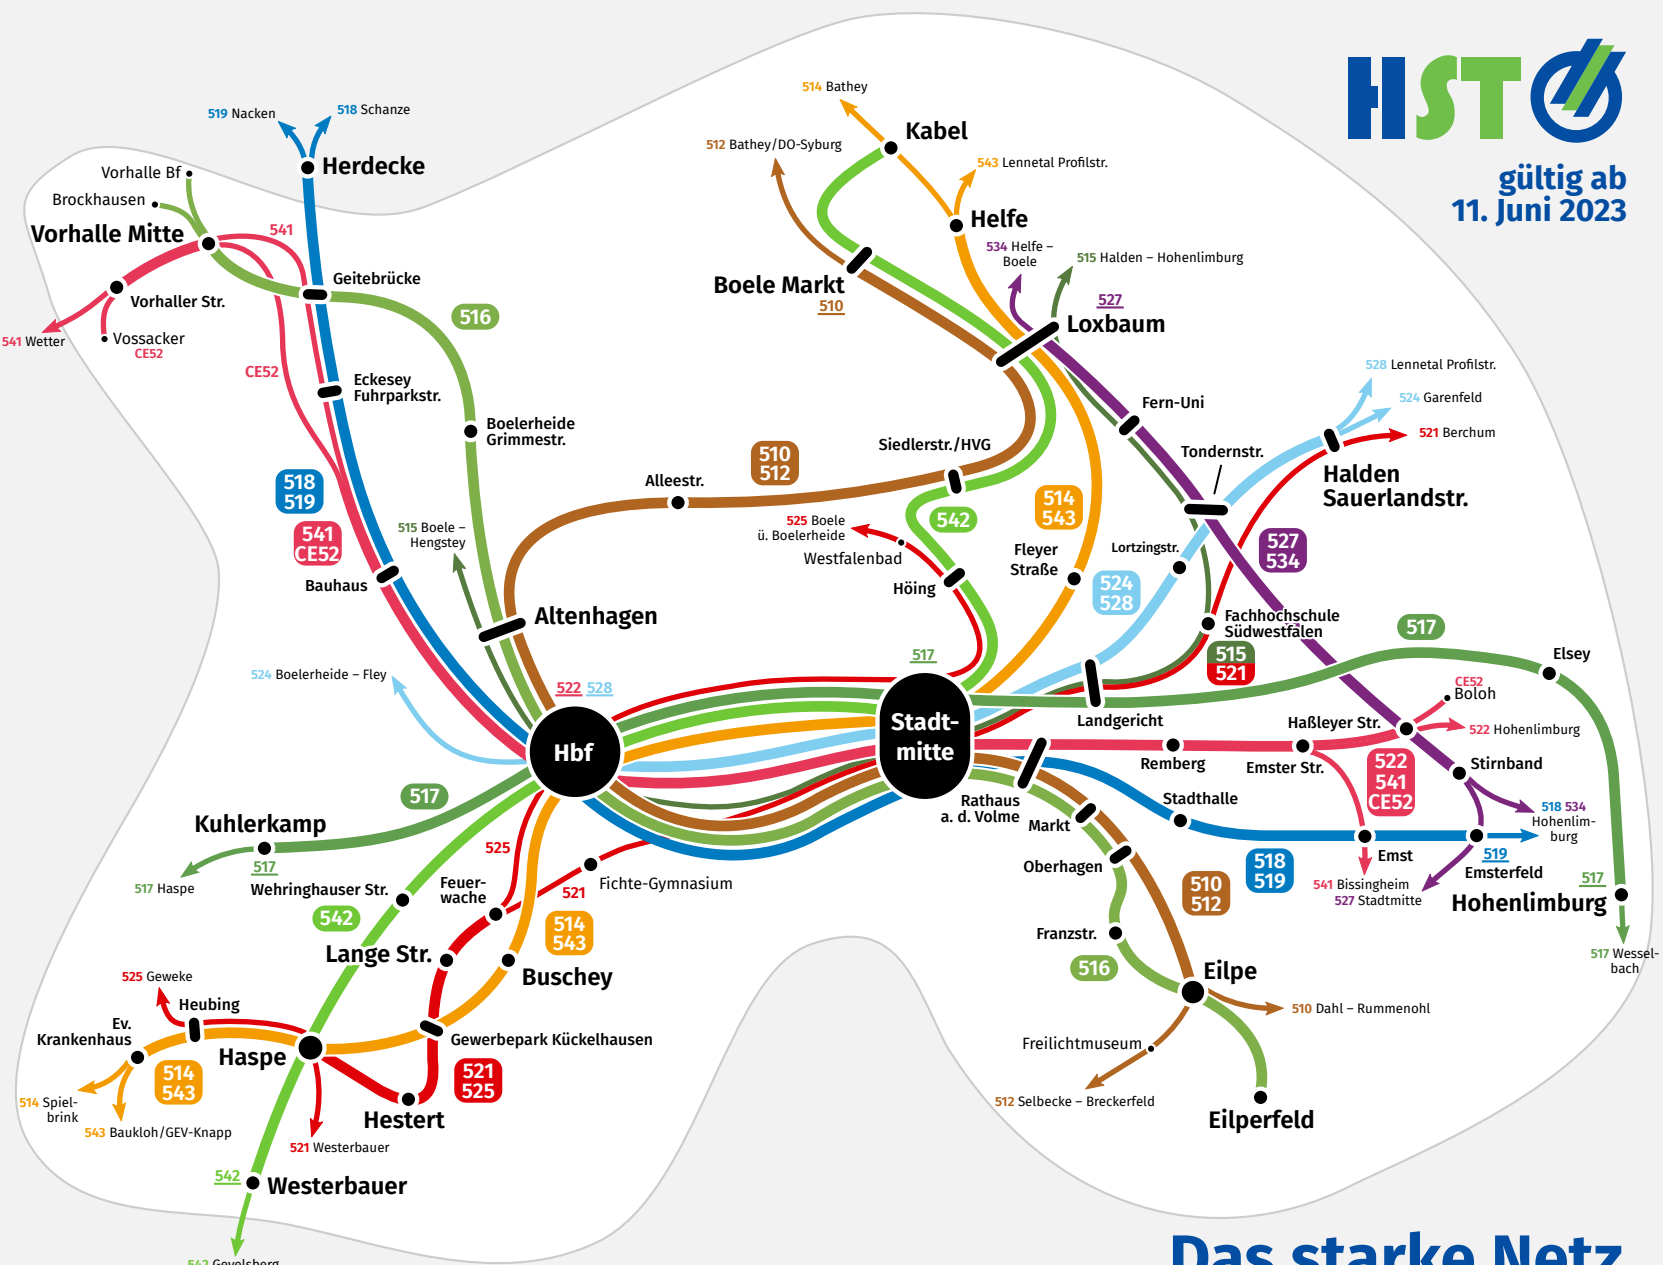 HST
gültig ab
11. Juni 2023
514 Bathey
Kabel
512 Bathey/DO-Syburg
543 Lennetal Profilstr.
Helfe
534 Helfe –
Boele
515 Halden – Hohenlimburg
Boele Markt
510
527
Loxbaum
519 Nacken
518 Schanze
Herdecke
Vorhalle Bf
Brockhausen
Vorhalle Mitte
541
Geitebrücke
Vorhaller Str.
541 Wetter
Vossacker
CE52
CE52
516
Eckesey
Fuhrparkstr.
Boelerheide
Grimmestr.
528 Lennetal Profilstr.
524 Garenfeld
521 Berchum
Fern-Uni
Tondernstr.
Halden
Sauerlandstr.
Siedlerstr./HVG
510
512
Alleestr.
518
519
541
CE52
515 Boele –
Hengstey
525 Boele
ü. Boelerheide
Westfalenbad
542
514
543
Fleyer
Straße
Lortzingstr.
527
534
524
528
Bauhaus
Höing
Altenhagen
Fachhochschule
Südwestfalen
517
515
521
517
Elsey
524 Boelerheide – Fley
522 528
Hbf
Stadt-
mitte
Landgericht
CE52
Boloh
Haßleyer Str.
522 Hohenlimburg
Remberg
Emster Str.
522
541
CE52
Stirnband
517
Kuhlerkamp
517
517 Haspe
Rathaus
a. d. Volme
Stadthalle
Markt
518 534
Hohenlim-
burg
525
Wehringhauser Str.
542
Feuer-
wache
521
Fichte-Gymnasium
Oberhagen
518
519
Emst
519
Emsterfeld
541 Bissingheim
527 Stadtmitte
517
Hohenlimburg
510
512
514
543
Lange Str.
Buschey
Franzstr.
516
Eilpe
517 Wessel-
bach
525 Geweke
Heubing
Ev.
Krankenhaus
Haspe
Gewerbepark Kückelhausen
510 Dahl – Rummenohl
Freilichtmuseum
514
543
521
525
514 Spiel-
brink
543 Baukloh/GEV-Knapp
Hestert
521 Westerbauer
512 Selbecke – Breckerfeld
Eilperfeld
542
Westerbauer
542 Gevelsberg
Das starke Netz